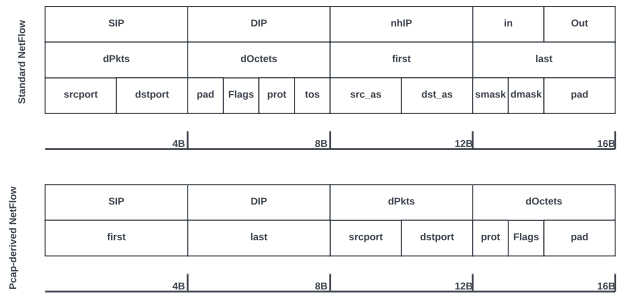 Standard NetFlow
SIP DIP nhIP in Out
dPkts dOctets first last
srcport dstport pad Flags prot tos src_as dst_as smask dmask pad
4B 8B 12B 16B
Pcap-derived NetFlow
SIP DIP dPkts dOctets
first last srcport dstport prot Flags pad
4B 8B 12B 16B